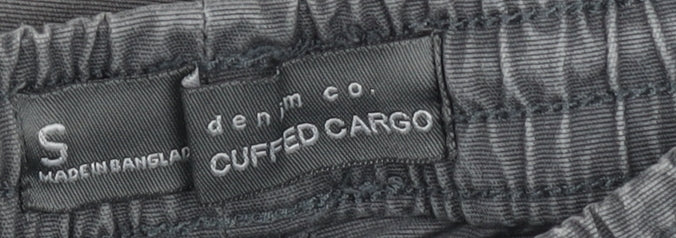 S
MADE IN BANGLAD
denim co.
CUFFED CARGO